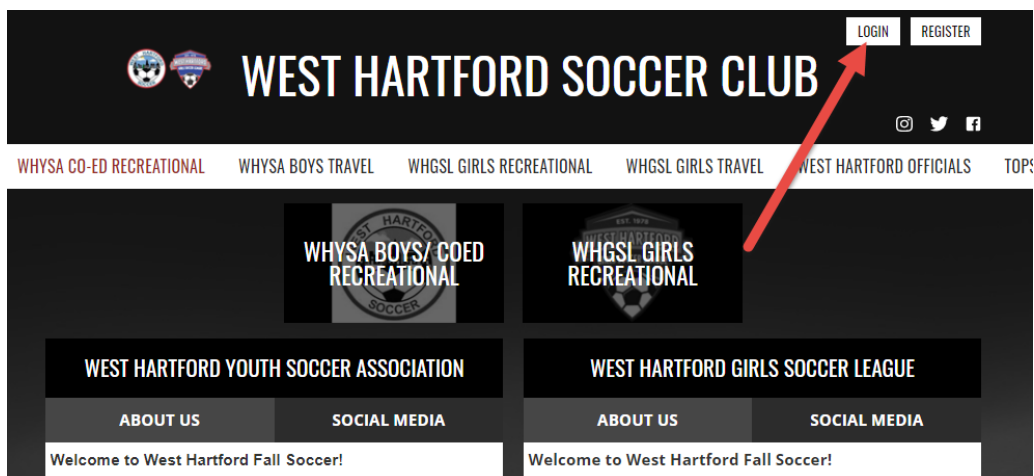 LOGIN REGISTER
WEST HARTFORD SOCCER CLUB
WHYSA CO-ED RECREATIONAL WHYSA BOYS TRAVEL WHGSL GIRLS RECREATIONAL WHGSL GIRLS TRAVEL WEST HARTFORD OFFICIALS TOPS
WHYSA BOYS/ COED
RECREATIONAL
WHGSL GIRLS
RECREATIONAL
WEST HARTFORD YOUTH SOCCER ASSOCIATION
WEST HARTFORD GIRLS SOCCER LEAGUE
ABOUT US SOCIAL MEDIA
ABOUT US SOCIAL MEDIA
Welcome to West Hartford Fall Soccer!
Welcome to West Hartford Fall Soccer!